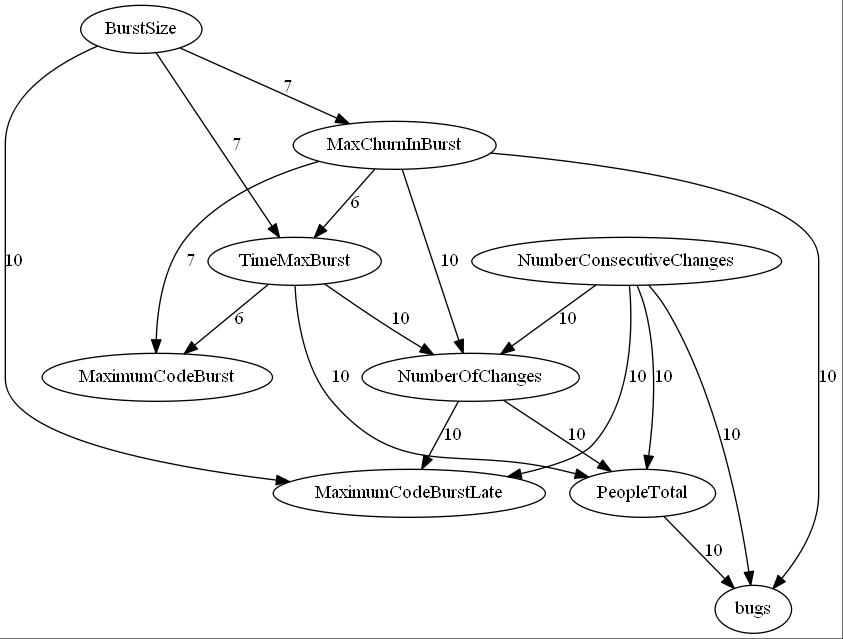 BurstSize
7
MaxChurnInBurst
7
6
10
7
10
TimeMaxBurst
NumberConsecutiveChanges
6
10
10
10
MaximumCodeBurst
NumberOfChanges
10
10
10
10
10
10
10
MaximumCodeBurstLate
PeopleTotal
10
bugs